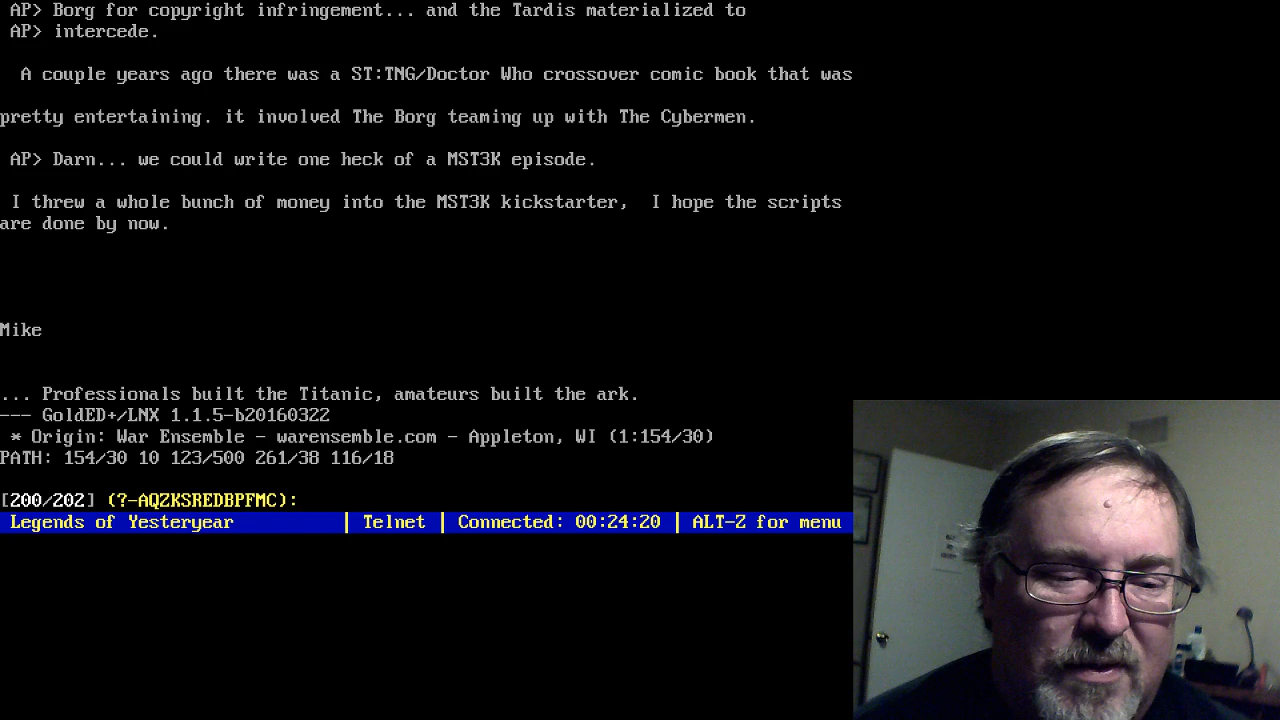 AP> Borg for copyright infringement... and the Tardis materialized to
AP> intercede.
A couple years ago there was a ST:TNG/Doctor Who crossover comic book that was
pretty entertaining. it involved The Borg teaming up with The Cybermen.
AP> Darn... we could write one heck of a MST3K episode.
I threw a whole bunch of money into the MST3K kickstarter,  I hope the scripts
are done by now.
Mike
... Professionals built the Titanic, amateurs built the ark.
--- GoldED+/LNX 1.1.5-b20160322
* Origin: War Ensemble - warensemble.com - Appleton, WI (1:154/30)
PATH: 154/30 10 123/500 261/38 116/18
[200/202] (?-AQZKSREDBPFMC):
Legends of Yesteryear | Telnet | Connected: 00:24:20 | ALT-Z for menu